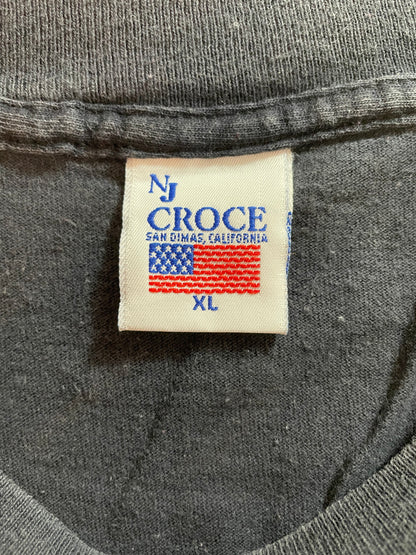 NJ
CROCE
SAN DIMAS, CALIFORNIA
XL